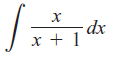 ∫ x/(x + 1) dx